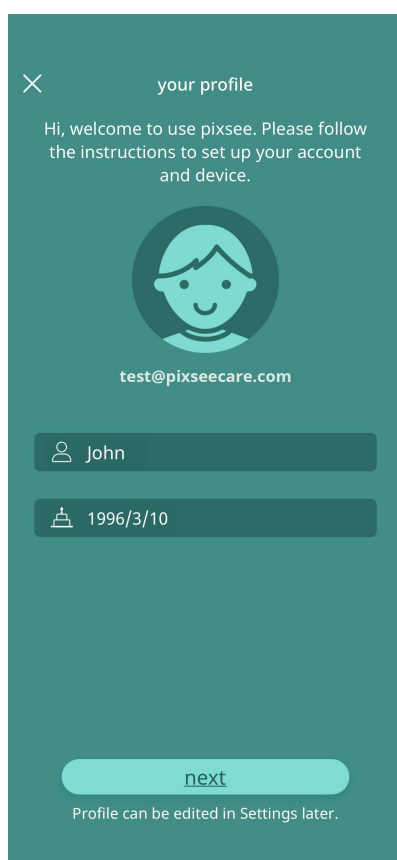 your profile
Hi, welcome to use pixsee. Please follow
the instructions to set up your account
and device.
test@pixseecare.com
John
1996/3/10
next
Profile can be edited in Settings later.